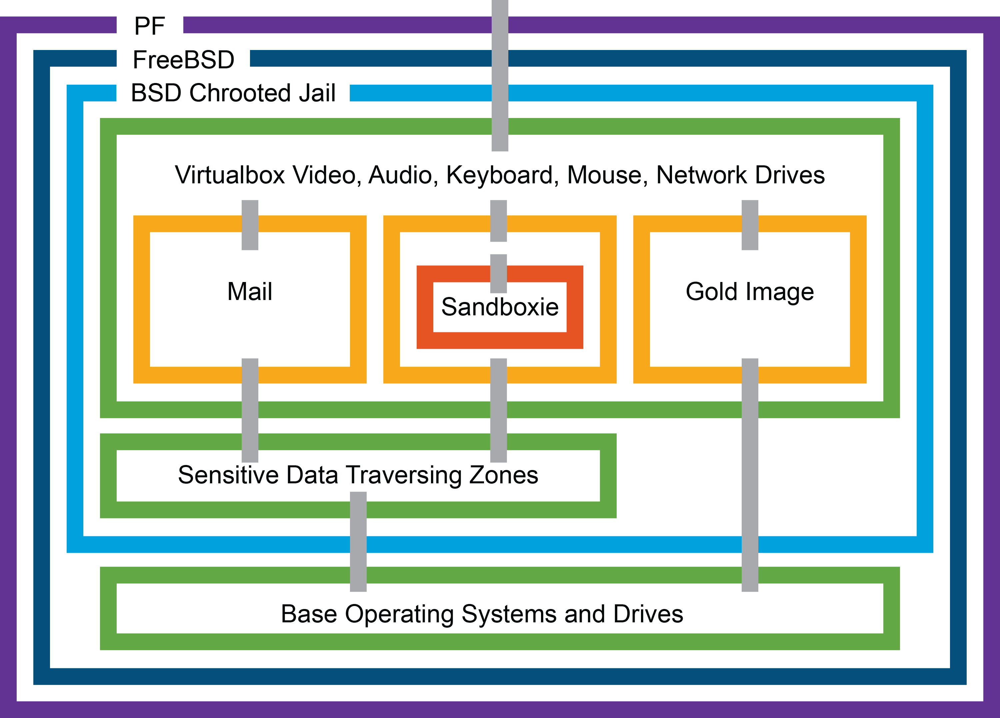 PF
FreeBSD
BSD Chrooted Jail
Virtualbox Video, Audio, Keyboard, Mouse, Network Drives
Mail
Sandboxie
Gold Image
Sensitive Data Traversing Zones
Base Operating Systems and Drives